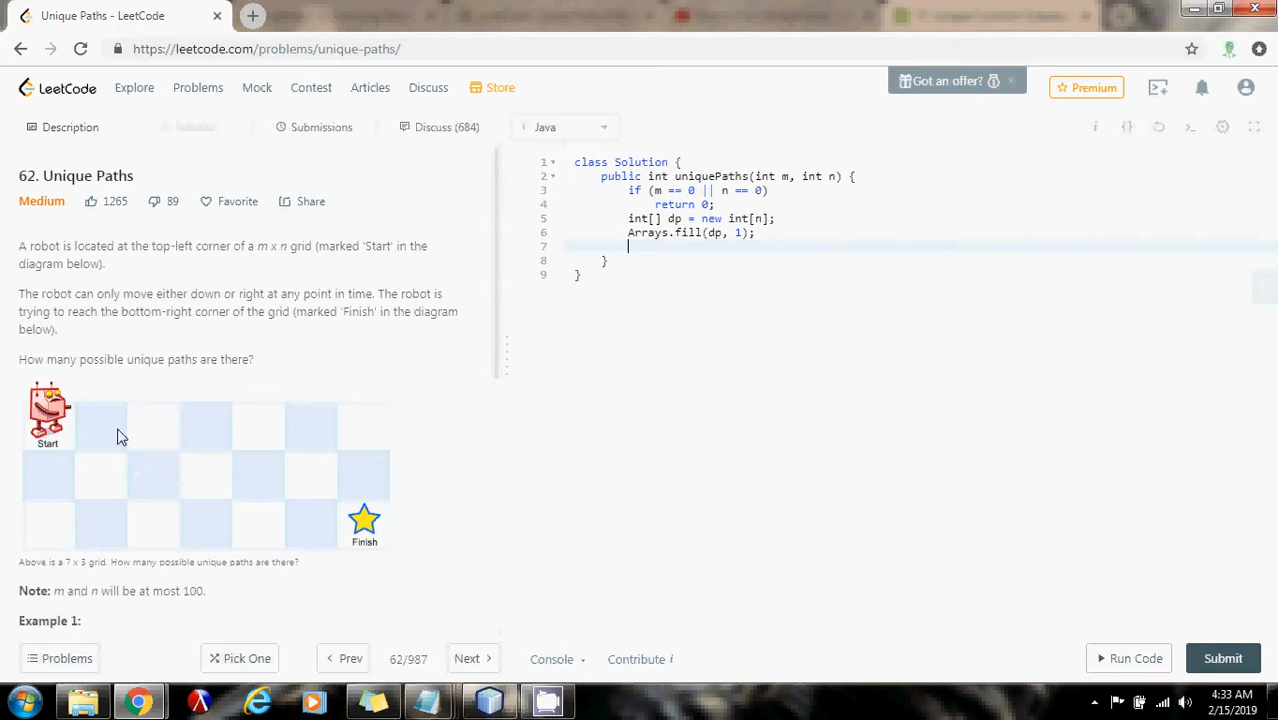 Unique Paths - LeetCode
https://leetcode.com/problems/unique-paths/
LeetCode
Explore
Problems
Mock
Contest
Articles
Discuss
Store
Got an offer?
Premium
Description
Submissions
Discuss (684)
i Java
62. Unique Paths
Medium
1265
89
Favorite
Share
A robot is located at the top-left corner of a m x n grid (marked 'Start' in the
diagram below).
The robot can only move either down or right at any point in time. The robot is
trying to reach the bottom-right corner of the grid (marked 'Finish' in the diagram
below).
How many possible unique paths are there?
Start
Finish
Above is a 7 x 3 grid. How many possible unique paths are there?
Note: m and n will be at most 100.
Example 1:
1 class Solution {
2 public int uniquePaths(int m, int n) {
3 if (m == 0 || n == 0)
4 return 0;
5 int[] dp = new int[n];
6 Arrays.fill(dp, 1);
7
8 }
9 }
Problems
Pick One
Prev
62/987
Next
Console
Contribute i
Run Code
Submit
4:33 AM
2/15/2019